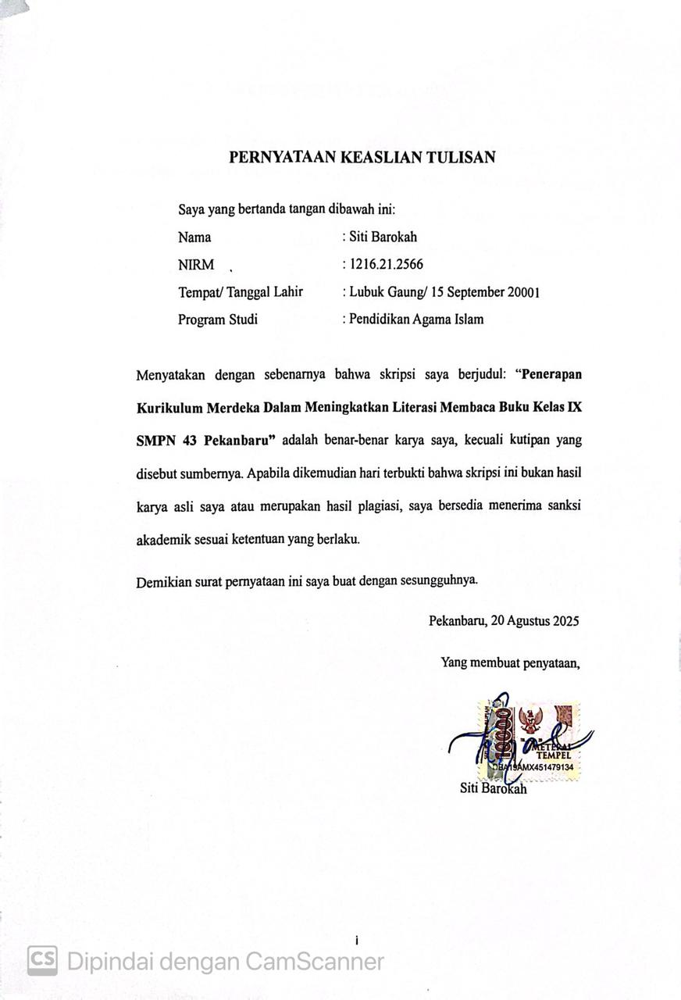 PERNYATAAN KEASLIAN TULISAN
Saya yang bertanda tangan dibawah ini:
Nama : Siti Barokah
NIRM : 1216.21.2566
Tempat/ Tanggal Lahir : Lubuk Gaung/ 15 September 20001
Program Studi : Pendidikan Agama Islam
Menyatakan dengan sebenarnya bahwa skripsi saya berjudul: “Penerapan
Kurikulum Merdeka Dalam Meningkatkan Literasi Membaca Buku Kelas IX
SMPN 43 Pekanbaru” adalah benar-benar karya saya, kecuali kutipan yang
disebut sumbernya. Apabila dikemudian hari terbukti bahwa skripsi ini bukan hasil
karya asli saya atau merupakan hasil plagiasi, saya bersedia menerima sanksi
akademik sesuai ketentuan yang berlaku.
Demikian surat pernyataan ini saya buat dengan sesungguhnya.
Pekanbaru, 20 Agustus 2025
Yang membuat penyataan,
10000
METERAI
TEMPEL
Siti Barokah
i
CS Dipindai dengan CamScanner